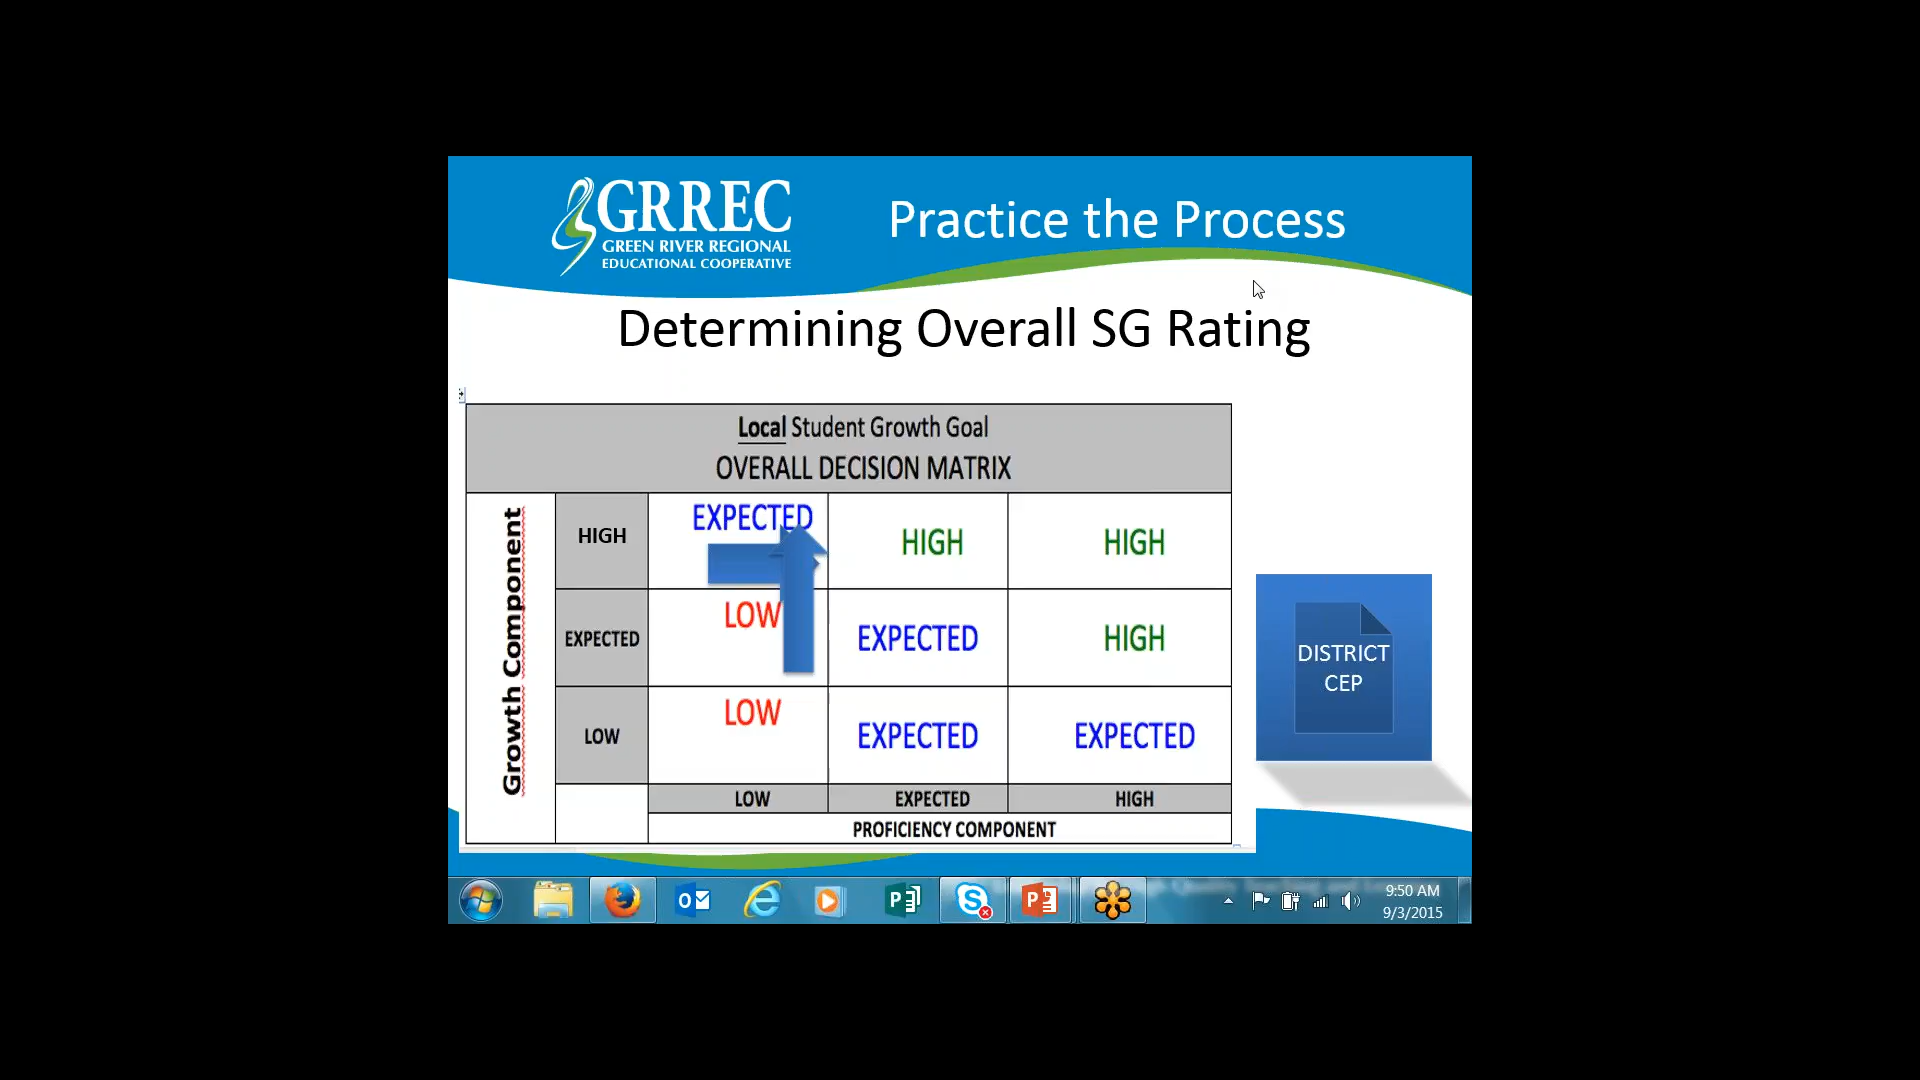 GRREC
GREEN RIVER REGIONAL
EDUCATIONAL COOPERATIVE
Practice the Process
Determining Overall SG Rating
Local Student Growth Goal
OVERALL DECISION MATRIX
Growth Component
HIGH
EXPECTED
HIGH
HIGH
EXPECTED
LOW
EXPECTED
HIGH
LOW
LOW
EXPECTED
EXPECTED
LOW
EXPECTED
HIGH
PROFICIENCY COMPONENT
DISTRICT
CEP
9:50 AM
9/3/2015